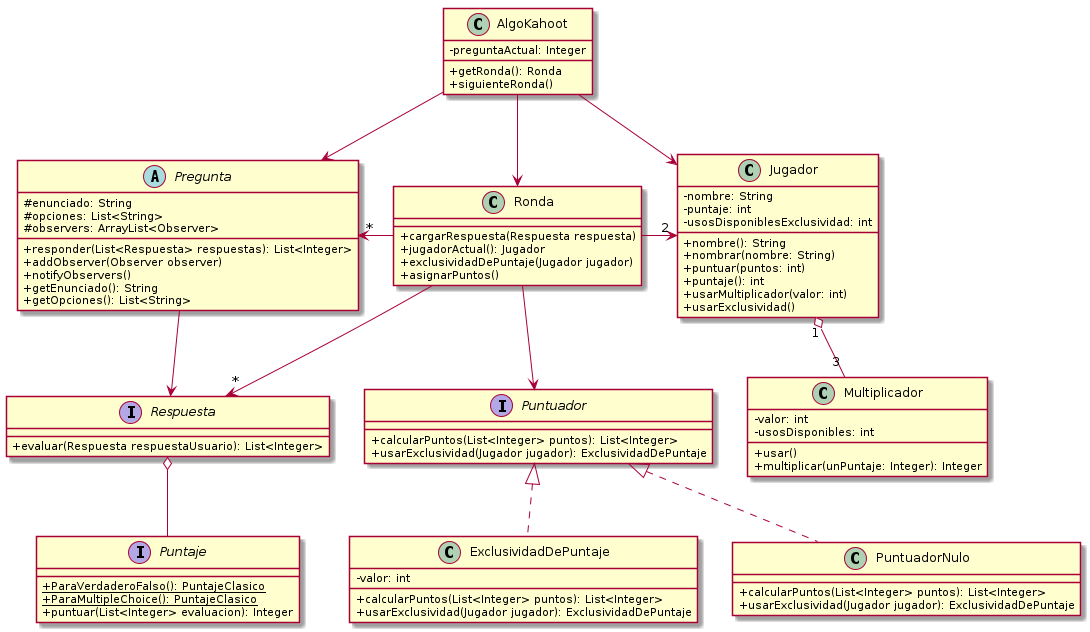 C AlgoKahoot
-preguntaActual: Integer
+getRonda(): Ronda
+siguienteRonda()
A Pregunta
#enunciado: String
#opciones: List<String>
#observers: ArrayList<Observer>
+responder(List<Respuesta> respuestas): List<Integer>
+addObserver(Observer observer)
+notifyObservers()
+getEnunciado(): String
+getOpciones(): List<String>
*
C Ronda
+cargarRespuesta(Respuesta respuesta)
+jugadorActual(): Jugador
+exclusividadDePuntaje(Jugador jugador)
+asignarPuntos()
2
C Jugador
-nombre: String
-puntaje: int
-usosDisponiblesExclusividad: int
+nombre(): String
+nombrar(nombre: String)
+puntuar(puntos: int)
+puntaje(): int
+usarMultiplicador(valor: int)
+usarExclusividad()
1
3
*
I Respuesta
+evaluar(Respuesta respuestaUsuario): List<Integer>
I Puntuador
+calcularPuntos(List<Integer> puntos): List<Integer>
+usarExclusividad(Jugador jugador): ExclusividadDePuntaje
C Multiplicador
-valor: int
-usosDisponibles: int
+usar()
+multiplicar(unPuntaje: Integer): Integer
I Puntaje
+ParaVerdaderoFalso(): PuntajeClasico
+ParaMultipleChoice(): PuntajeClasico
+puntuar(List<Integer> evaluacion): Integer
C ExclusividadDePuntaje
-valor: int
+calcularPuntos(List<Integer> puntos): List<Integer>
+usarExclusividad(Jugador jugador): ExclusividadDePuntaje
C PuntuadorNulo
+calcularPuntos(List<Integer> puntos): List<Integer>
+usarExclusividad(Jugador jugador): ExclusividadDePuntaje